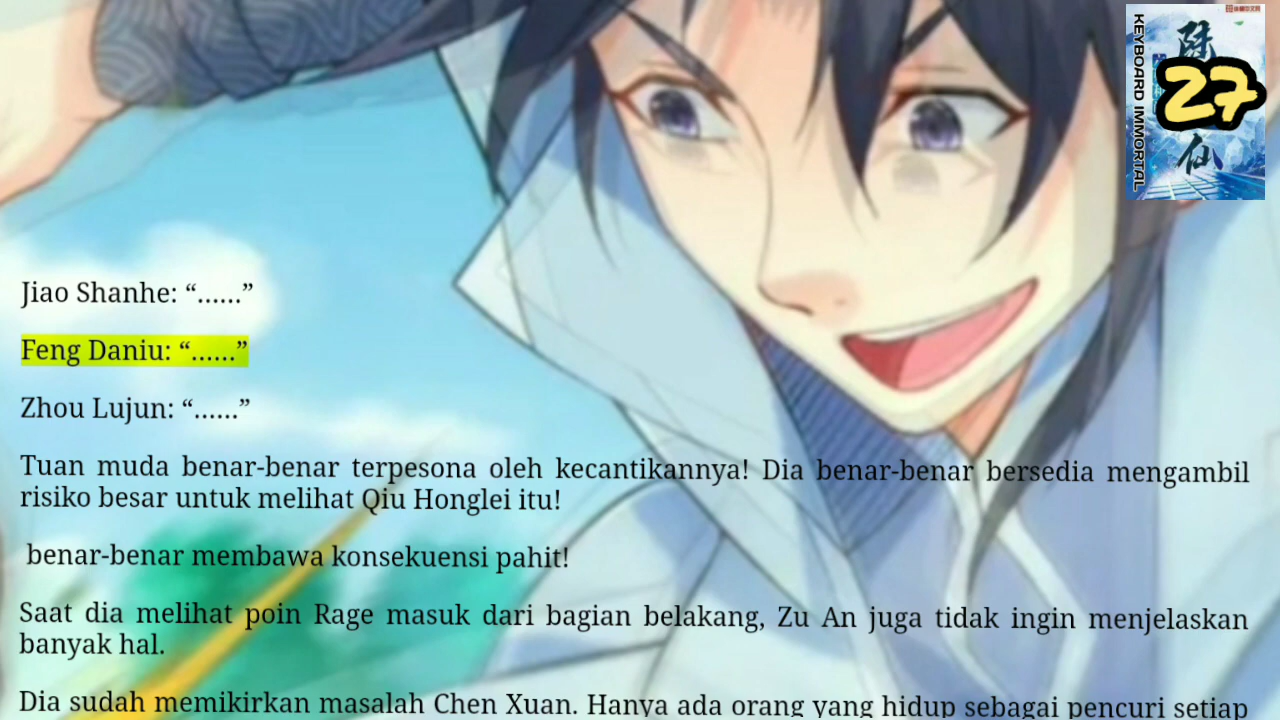 KEYBOARD IMMORTAL
陆
27
仙
Jiao Shanhe: “......”
Feng Daniu: “......”
Zhou Lujun: “......”
Tuan muda benar-benar terpesona oleh kecantikannya! Dia benar-benar bersedia mengambil
risiko besar untuk melihat Qiu Honglei itu!
benar-benar membawa konsekuensi pahit!
Saat dia melihat poin Rage masuk dari bagian belakang, Zu An juga tidak ingin menjelaskan
banyak hal.
Dia sudah memikirkan masalah Chen Xuan. Hanya ada orang yang hidup sebagai pencuri setiap